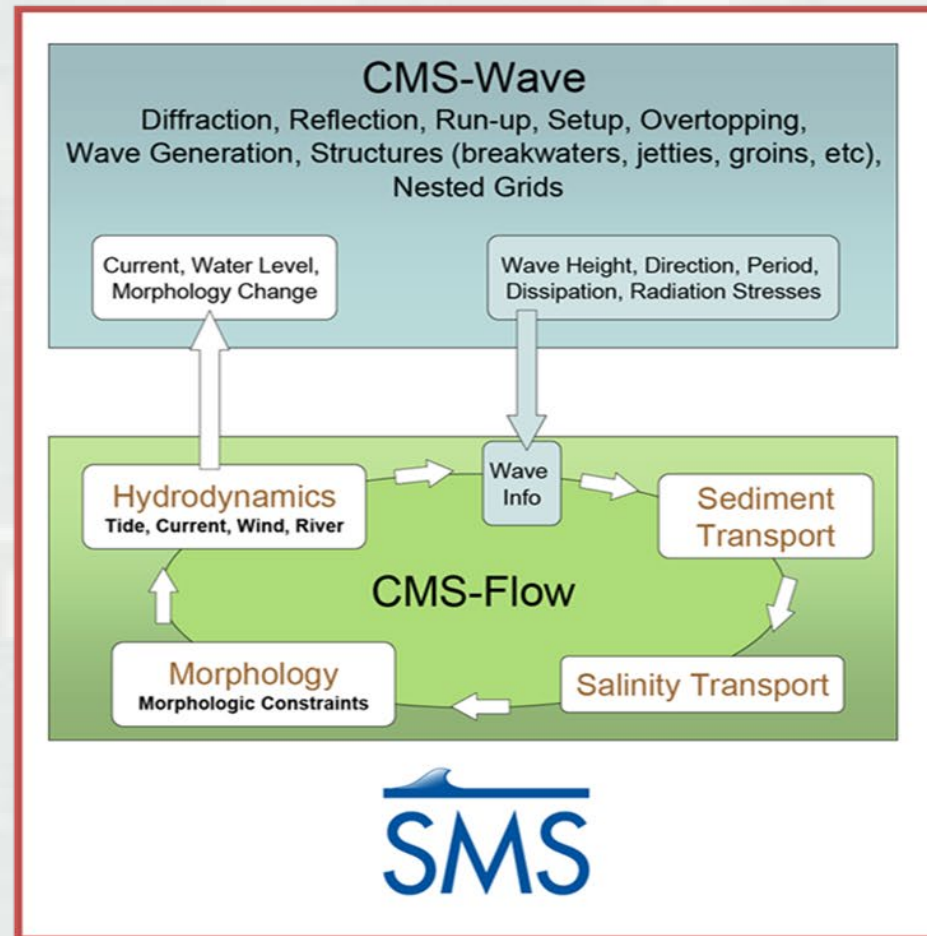 CMS-Wave
Diffraction, Reflection, Run-up, Setup, Overtopping,
Wave Generation, Structures (breakwaters, jetties, groins, etc),
Nested Grids
Current, Water Level,
Morphology Change
Wave Height, Direction, Period,
Dissipation, Radiation Stresses
Hydrodynamics
Tide, Current, Wind, River
Wave
Info
Sediment
Transport
CMS-Flow
Morphology
Morphologic Constraints
Salinity Transport
SMS